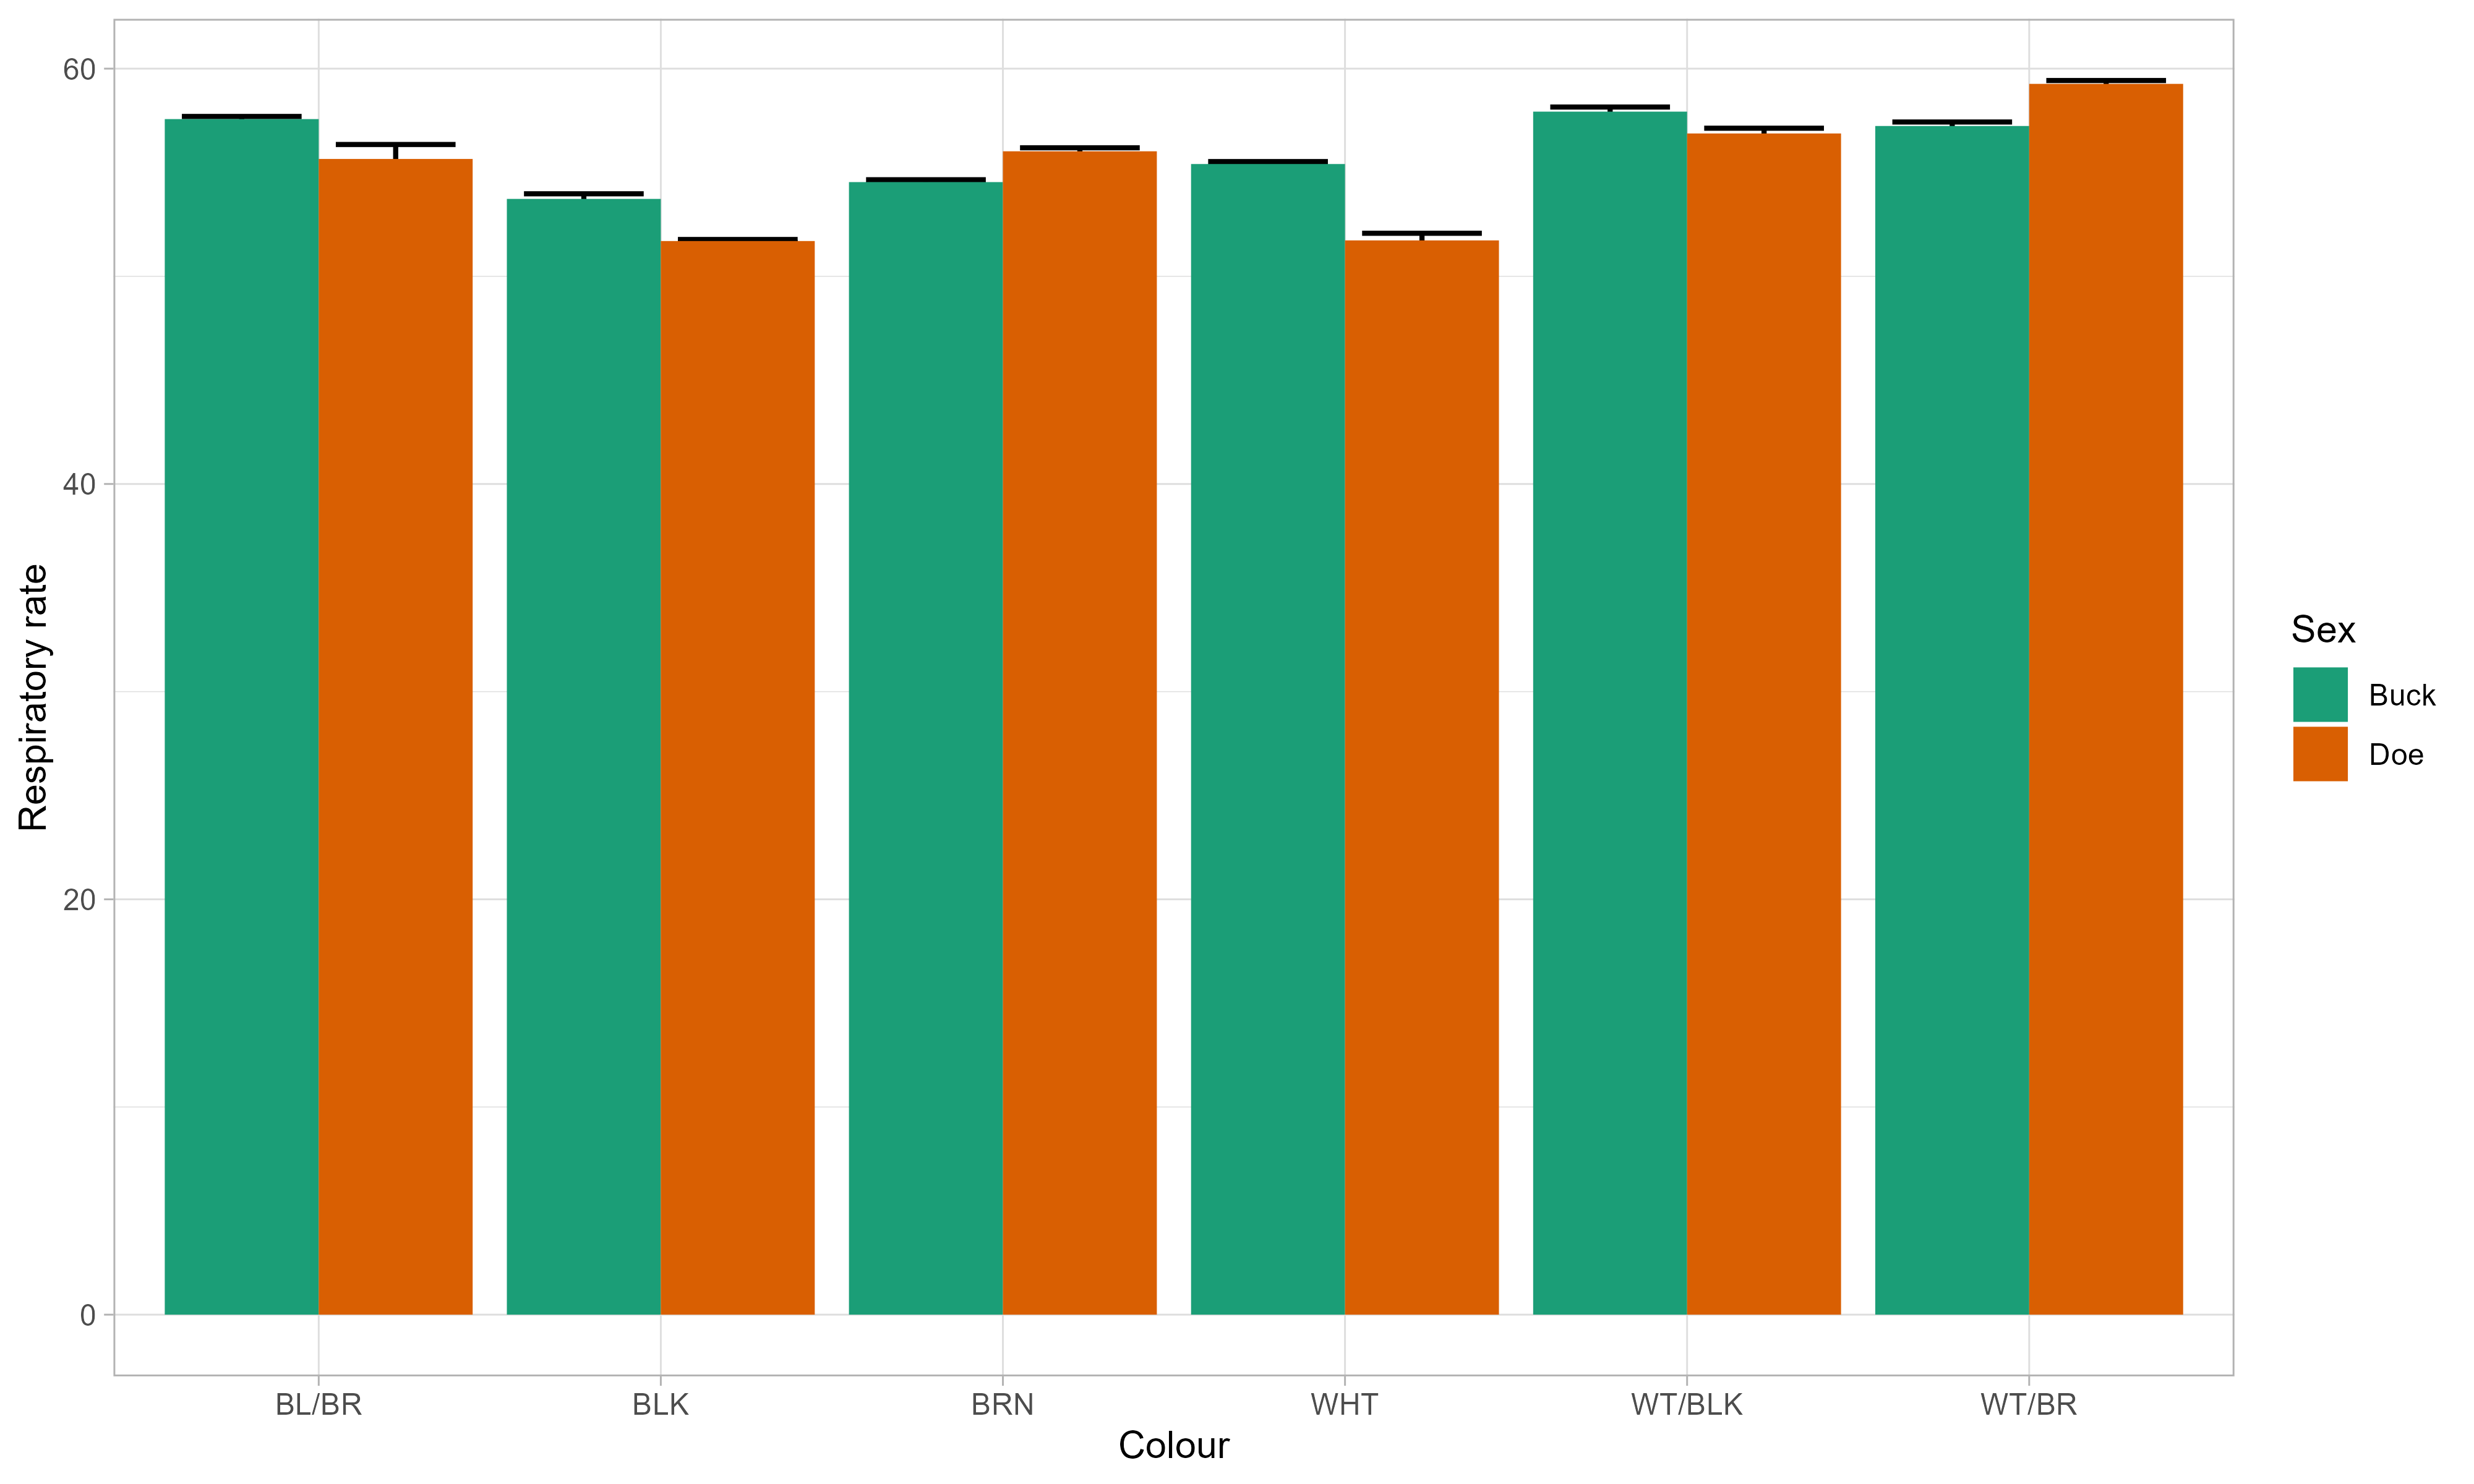 Respiratory rate
60
40
20
0
BL/BR BLK BRN WHT WT/BLK WT/BR
Colour
Sex
Buck
Doe